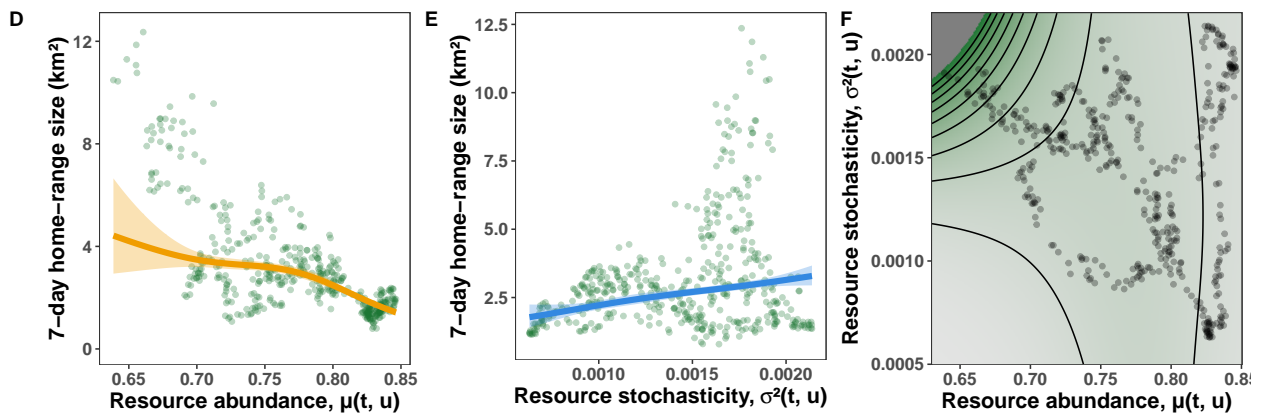 D
7−day home−range size (km²)
12
8
4
0
0.65 0.70 0.75 0.80 0.85
Resource abundance, μ(t, u)
E
7−day home−range size (km²)
12.5
10.0
7.5
5.0
2.5
0.0010 0.0015 0.0020
Resource stochasticity, σ²(t, u)
F
Resource stochasticity, σ²(t, u)
0.0020
0.0015
0.0010
0.0005
0.65 0.70 0.75 0.80 0.85
Resource abundance, μ(t, u)